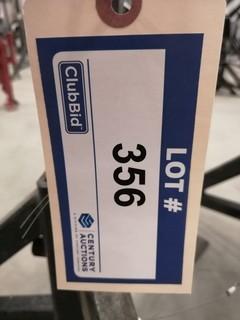 LOT #
356
ClubBid
CENTURY
AUCTIONS